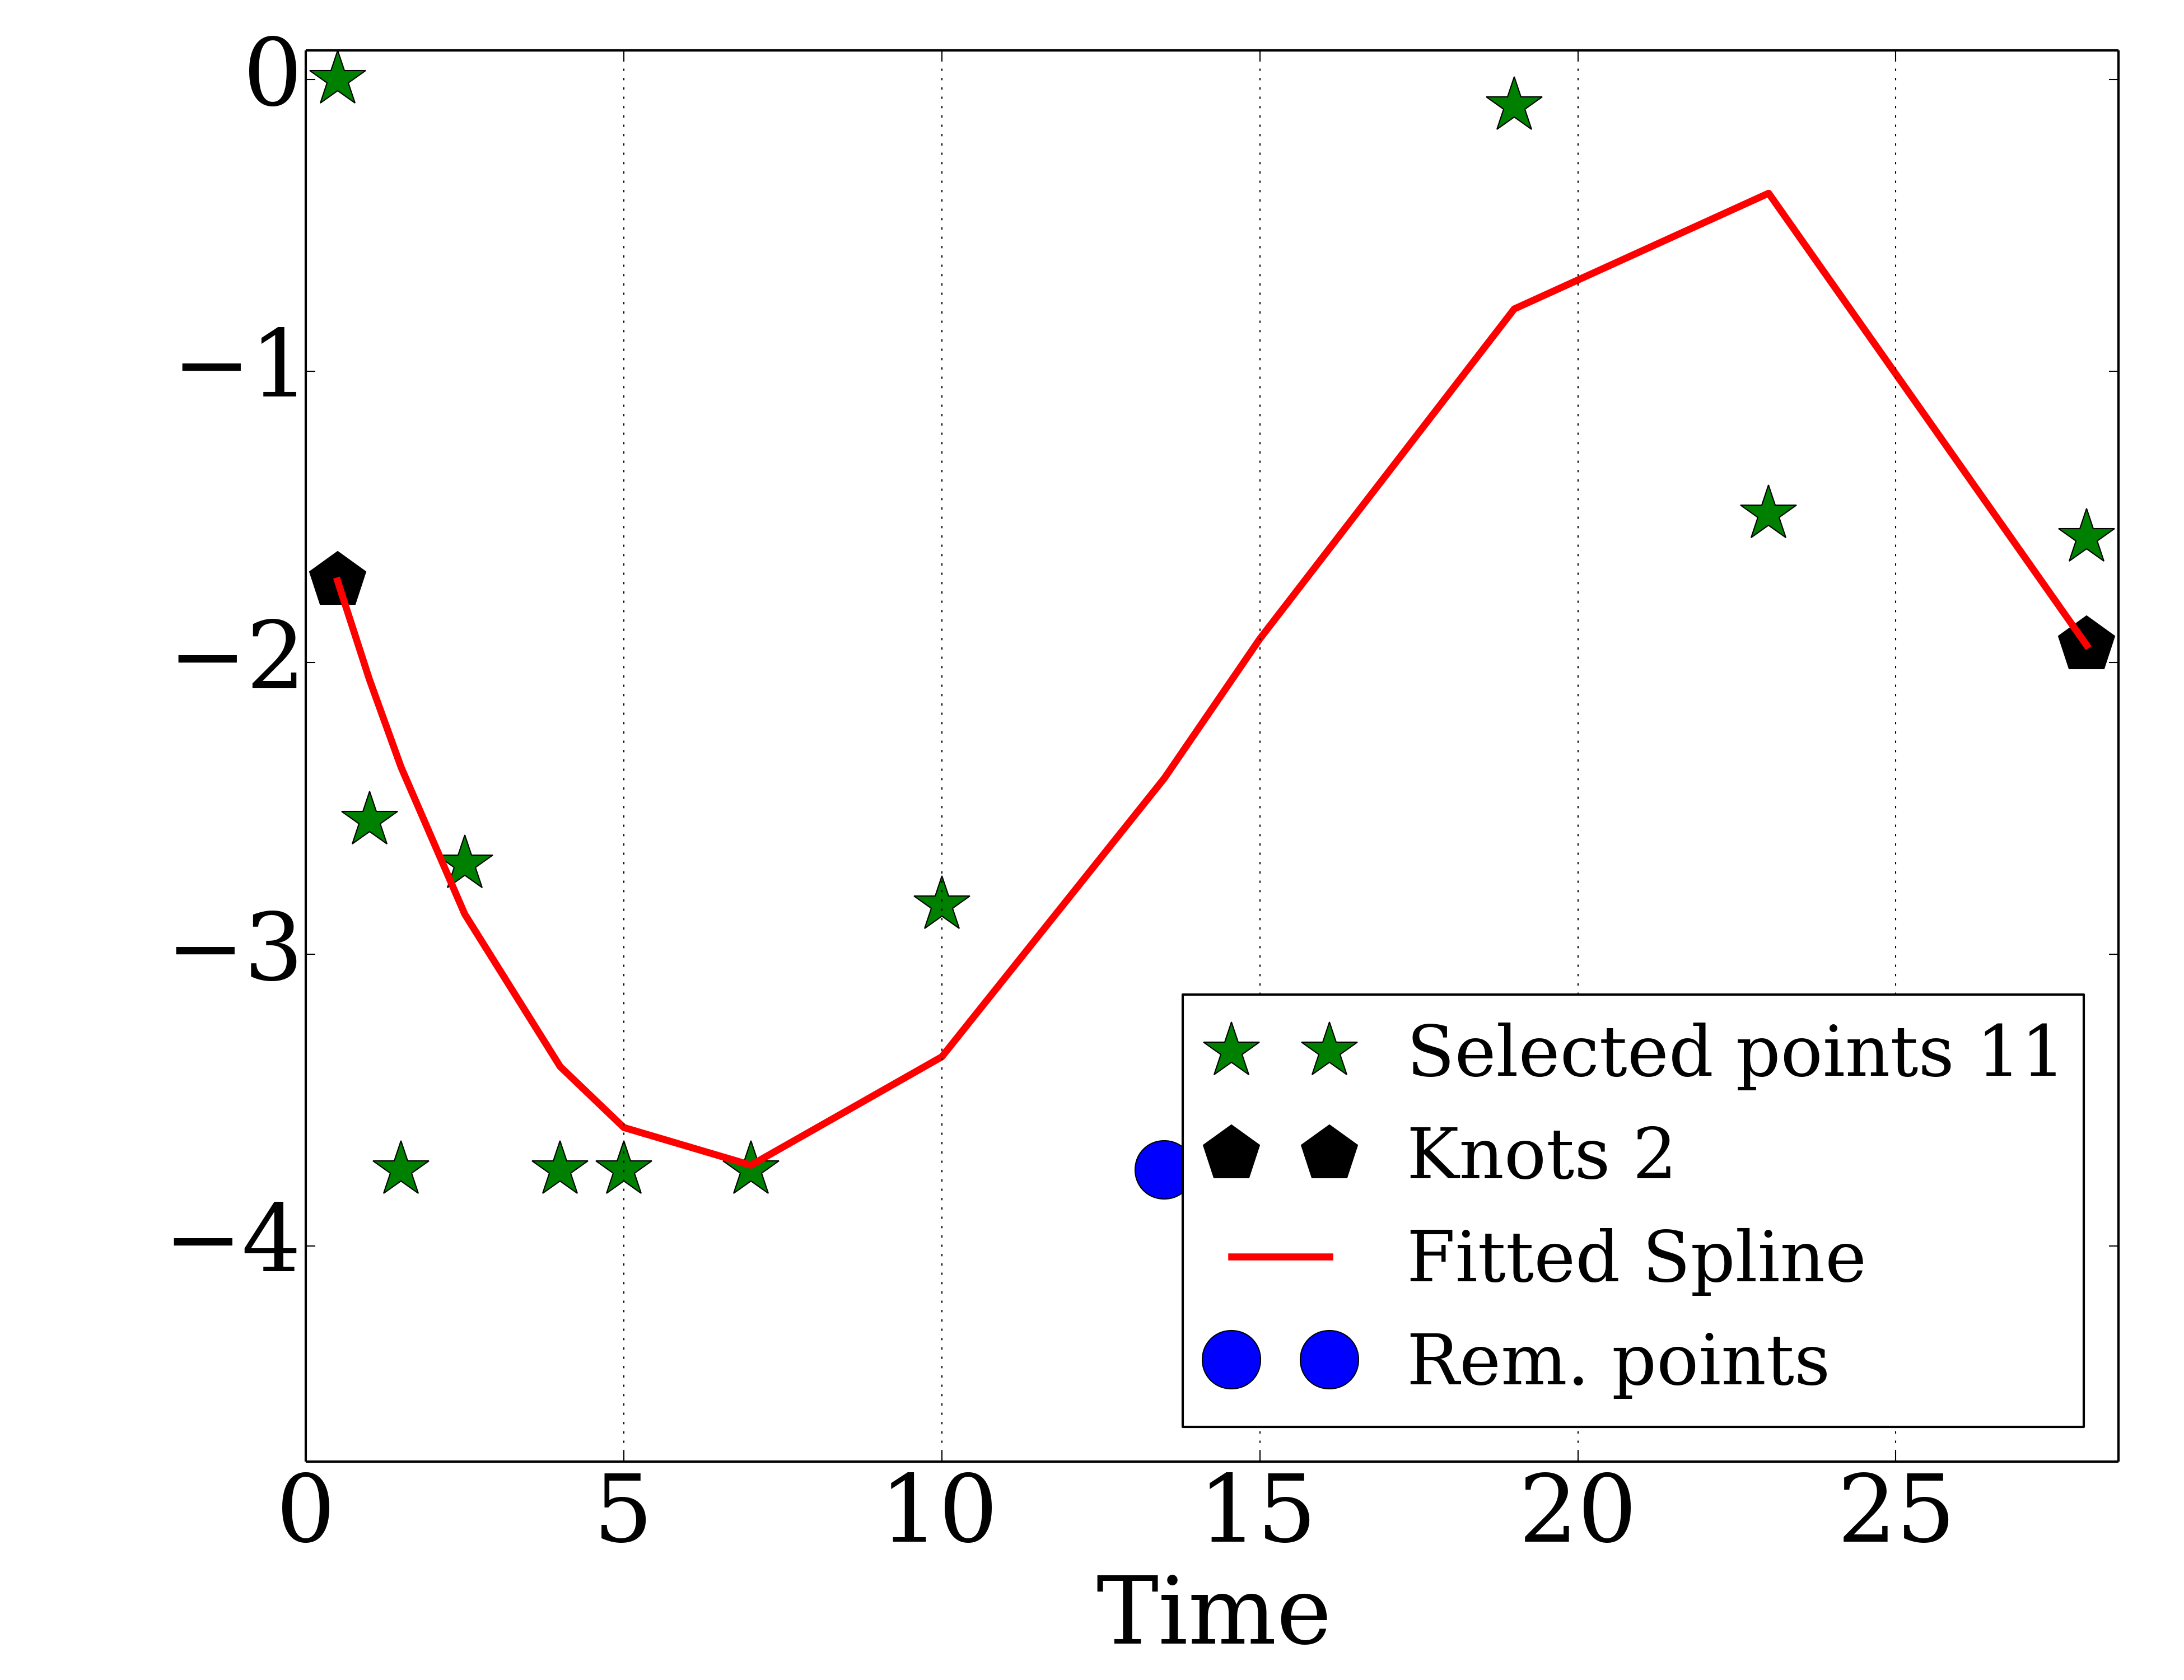 0
−1
−2
−3
−4
Selected points 11
Knots 2
Fitted Spline
Rem. points
0 5 10 15 20 25
Time